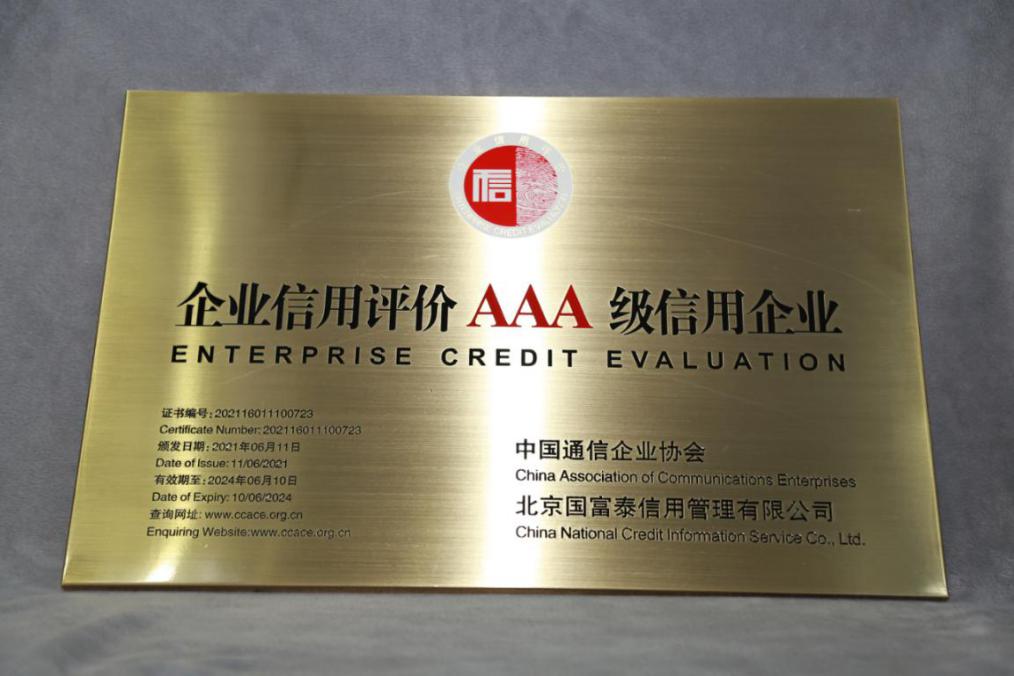 信
企业信用评价 AAA 级信用企业
ENTERPRISE CREDIT EVALUATION
证书编号：202116011100723
Certificate Number: 202116011100723
颁发日期：2021年06月11日
Date of Issue: 11/06/2021
有效期至：2024年06月10日
Date of Expiry: 10/06/2024
查询网址: www.ccace.org.cn
Enquiring Website:www.ccace.org.cn
中国通信企业协会
China Association of Communications Enterprises
北京国富泰信用管理有限公司
China National Credit Information Service Co., Ltd.